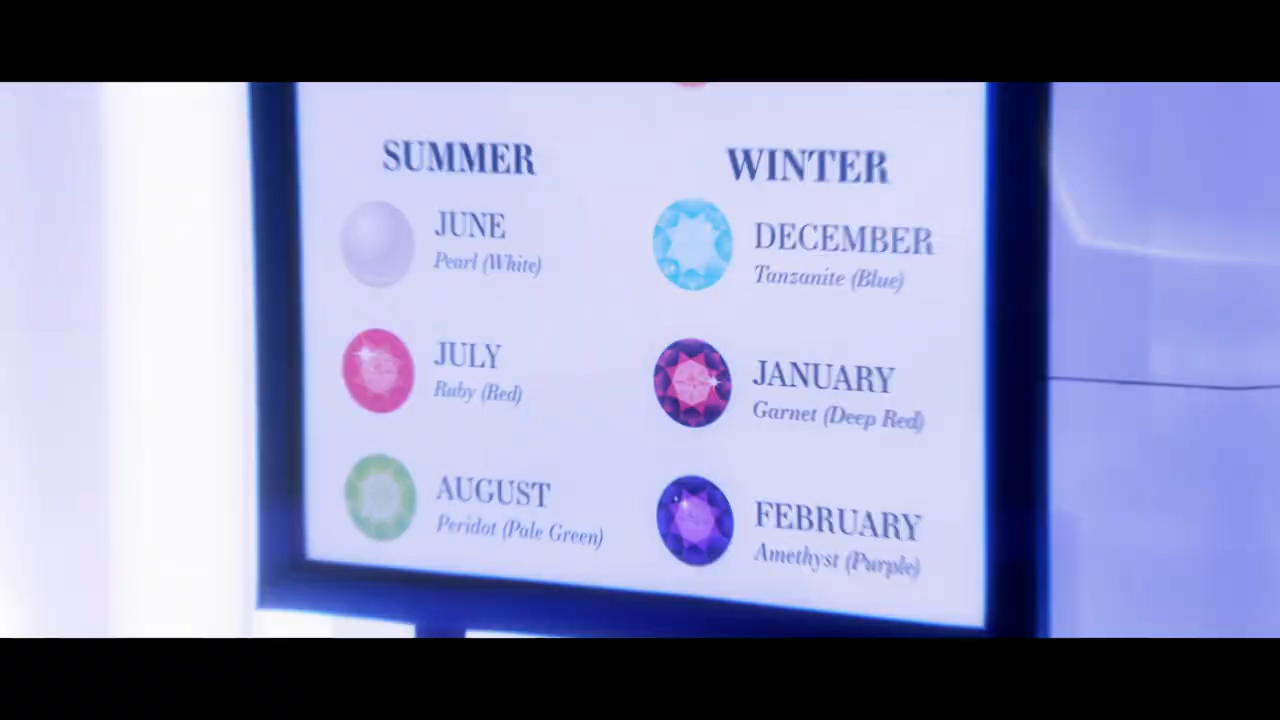 SUMMER
JUNE
Pearl (White)
JULY
Ruby (Red)
AUGUST
Peridot (Pale Green)
WINTER
DECEMBER
Tanzanite (Blue)
JANUARY
Garnet (Deep Red)
FEBRUARY
Amethyst (Purple)